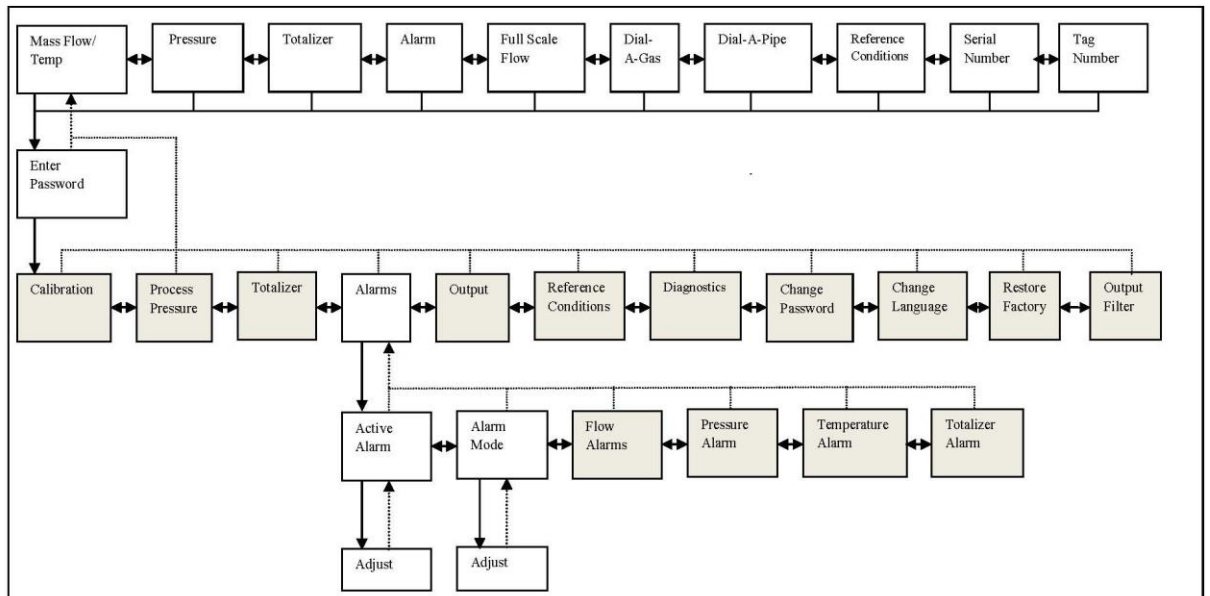 Mass Flow/
Temp
Pressure
Totalizer
Alarm
Full Scale
Flow
Dial-
A-Gas
Dial-A-Pipe
Reference
Conditions
Serial
Number
Tag
Number
Enter
Password
Calibration
Process
Pressure
Totalizer
Alarms
Output
Reference
Conditions
Diagnostics
Change
Password
Change
Language
Restore
Factory
Output
Filter
Active
Alarm
Alarm
Mode
Flow
Alarms
Pressure
Alarm
Temperature
Alarm
Totalizer
Alarm
Adjust
Adjust